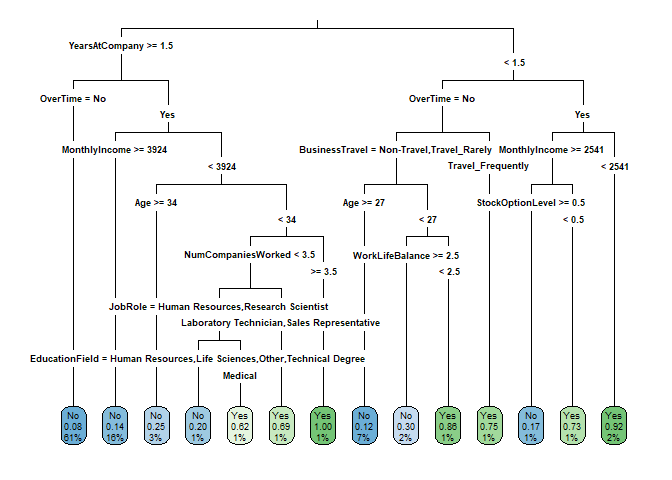 YearsAtCompany >= 1.5
< 1.5
OverTime = No
OverTime = No
Yes
Yes
MonthlyIncome >= 3924
BusinessTravel = Non-Travel,Travel_Rarely
MonthlyIncome >= 2541
< 3924
Travel_Frequently
< 2541
Age >= 34
Age >= 27
StockOptionLevel >= 0.5
< 34
< 27
< 0.5
NumCompaniesWorked < 3.5
WorkLifeBalance >= 2.5
>= 3.5
< 2.5
JobRole = Human Resources,Research Scientist
Laboratory Technician,Sales Representative
EducationField = Human Resources,Life Sciences,Other,Technical Degree
Medical
No No No No Yes Yes Yes No No Yes Yes No Yes Yes
0.08 0.14 0.25 0.20 0.62 0.69 1.00 0.12 0.30 0.86 0.75 0.17 0.73 0.92
61% 16% 3% 1% 1% 1% 1% 7% 2% 1% 1% 1% 1% 2%